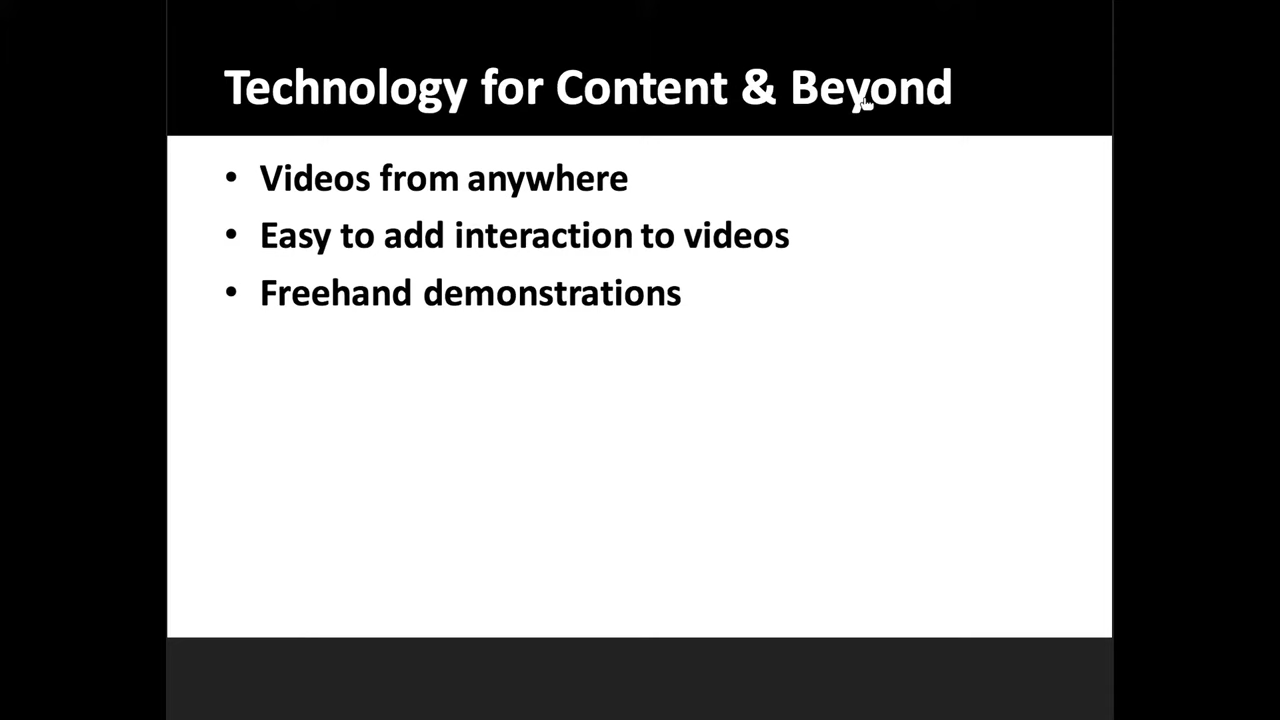 Technology for Content & Beyond
• Videos from anywhere
• Easy to add interaction to videos
• Freehand demonstrations